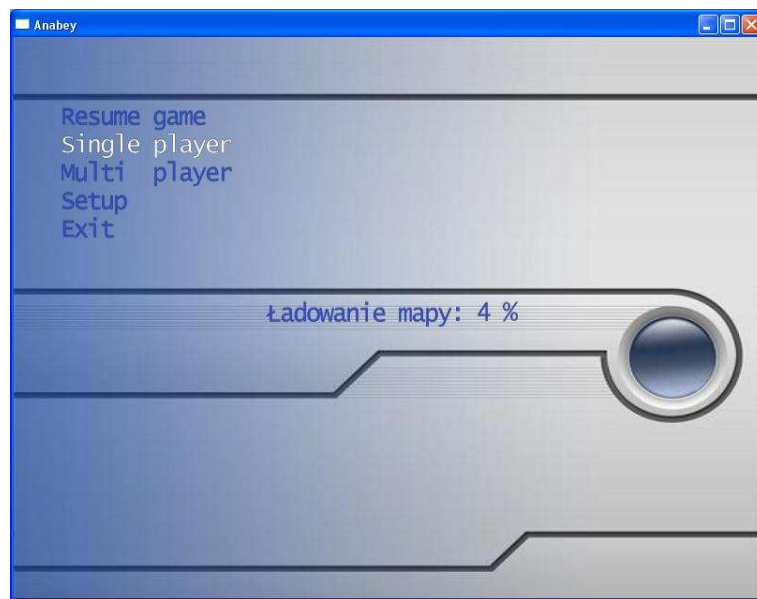 Anabey
Resume game
Single player
Multi player
Setup
Exit
Ładowanie mapy: 4 %